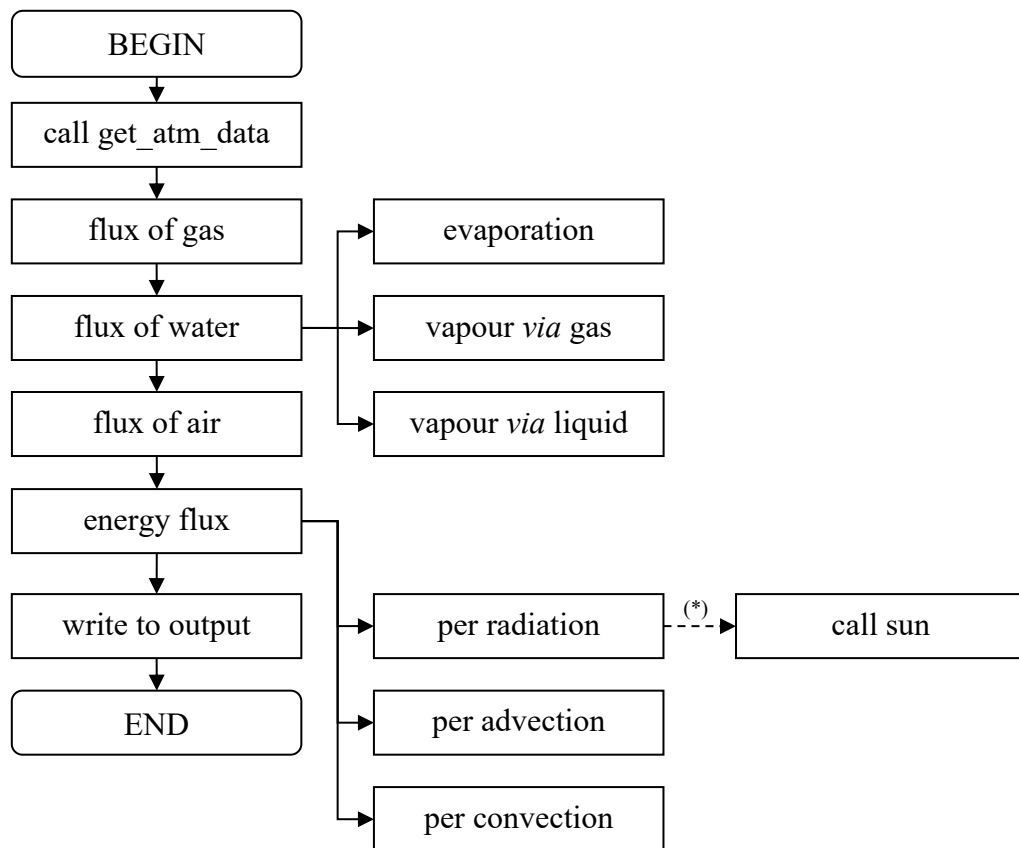 BEGIN
call get_atm_data
flux of gas
evaporation
flux of water
vapour via gas
flux of air
vapour via liquid
energy flux
write to output
per radiation
(*)
call sun
END
per advection
per convection